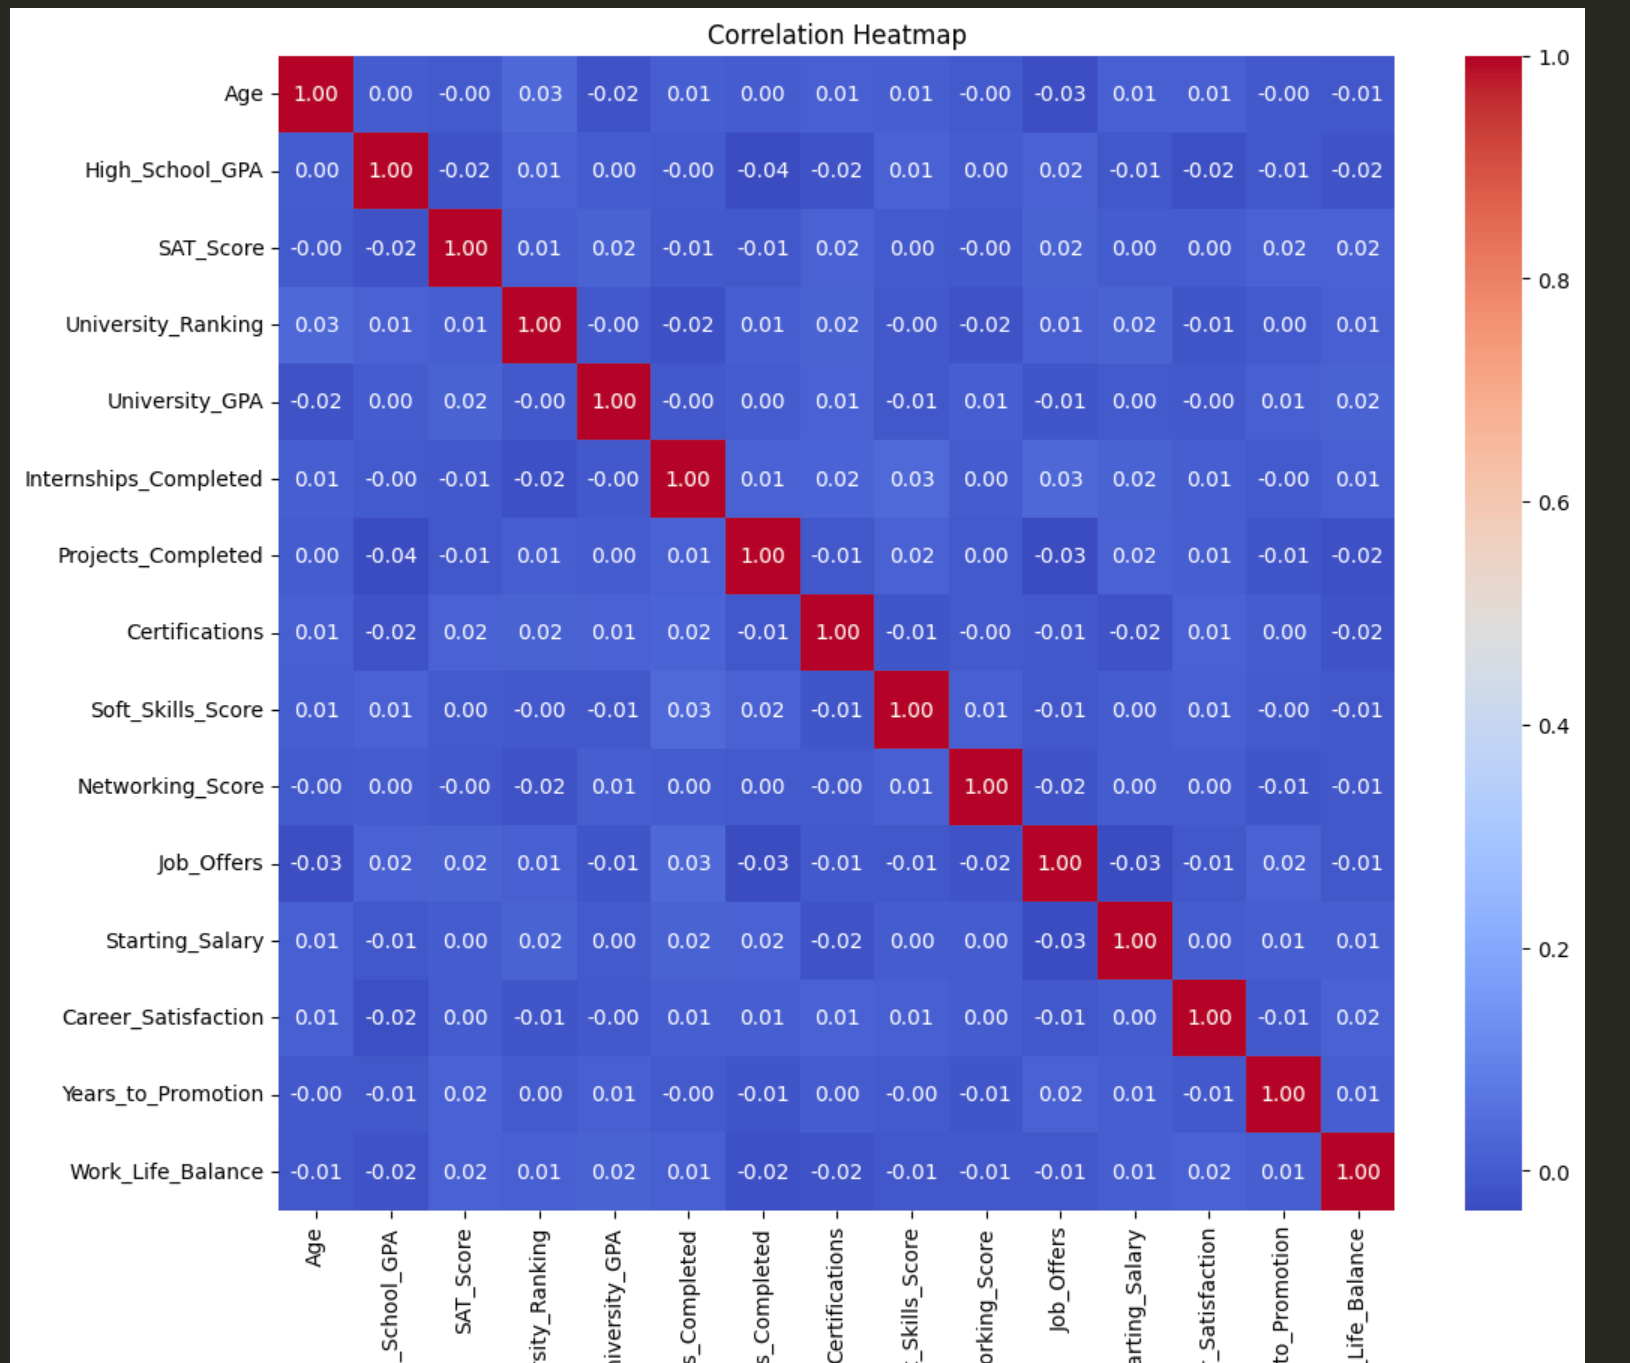 Correlation Heatmap
Age 1.00 0.00 -0.00 0.03 -0.02 0.01 0.00 0.01 0.01 -0.00 -0.03 0.01 0.01 -0.00 -0.01
High_School_GPA 0.00 1.00 -0.02 0.01 0.00 -0.00 -0.04 -0.02 0.01 0.00 0.02 -0.01 -0.02 -0.01 -0.02
SAT_Score -0.00 -0.02 1.00 0.01 0.02 -0.01 -0.01 0.02 0.00 -0.00 0.02 0.00 0.00 0.02 0.02
University_Ranking 0.03 0.01 0.01 1.00 -0.00 -0.02 0.01 0.02 -0.00 -0.02 0.01 0.02 -0.01 0.00 0.01
University_GPA -0.02 0.00 0.02 -0.00 1.00 -0.00 0.00 0.01 -0.01 0.01 -0.01 0.00 -0.00 0.01 0.02
Internships_Completed 0.01 -0.00 -0.01 -0.02 -0.00 1.00 0.01 0.02 0.03 0.00 0.03 0.02 0.01 -0.00 0.01
Projects_Completed 0.00 -0.04 -0.01 0.01 0.00 0.01 1.00 -0.01 0.02 0.00 -0.03 0.02 0.01 -0.01 -0.02
Certifications 0.01 -0.02 0.02 0.02 0.01 0.02 -0.01 1.00 -0.01 -0.00 -0.01 -0.02 0.01 0.00 -0.02
Soft_Skills_Score 0.01 0.01 0.00 -0.00 -0.01 0.03 0.02 -0.01 1.00 0.01 -0.01 0.00 0.01 -0.00 -0.01
Networking_Score -0.00 0.00 -0.00 -0.02 0.01 0.00 0.00 -0.00 0.01 1.00 -0.02 0.00 0.00 -0.01 -0.01
Job_Offers -0.03 0.02 0.02 0.01 -0.01 0.03 -0.03 -0.01 -0.01 -0.02 1.00 -0.03 -0.01 0.02 -0.01
Starting_Salary 0.01 -0.01 0.00 0.02 0.00 0.02 0.02 -0.02 0.00 0.00 -0.03 1.00 0.00 0.01 0.01
Career_Satisfaction 0.01 -0.02 0.00 -0.01 -0.00 0.01 0.01 0.01 0.01 0.00 -0.01 0.00 1.00 -0.01 0.02
Years_to_Promotion -0.00 -0.01 0.02 0.00 0.01 -0.00 -0.01 0.00 -0.00 -0.01 0.02 0.01 -0.01 1.00 0.01
Work_Life_Balance -0.01 -0.02 0.02 0.01 0.02 0.01 -0.02 -0.02 -0.01 -0.01 -0.01 0.01 0.02 0.01 1.00
Age
_School_GPA
SAT_Score
sity_Ranking
iversity_GPA
s_Completed
s_Completed
Certifications
_Skills_Score
orking_Score
Job_Offers
arting_Salary
_Satisfaction
to_Promotion
_Life_Balance
1.0
0.8
0.6
0.4
0.2
0.0